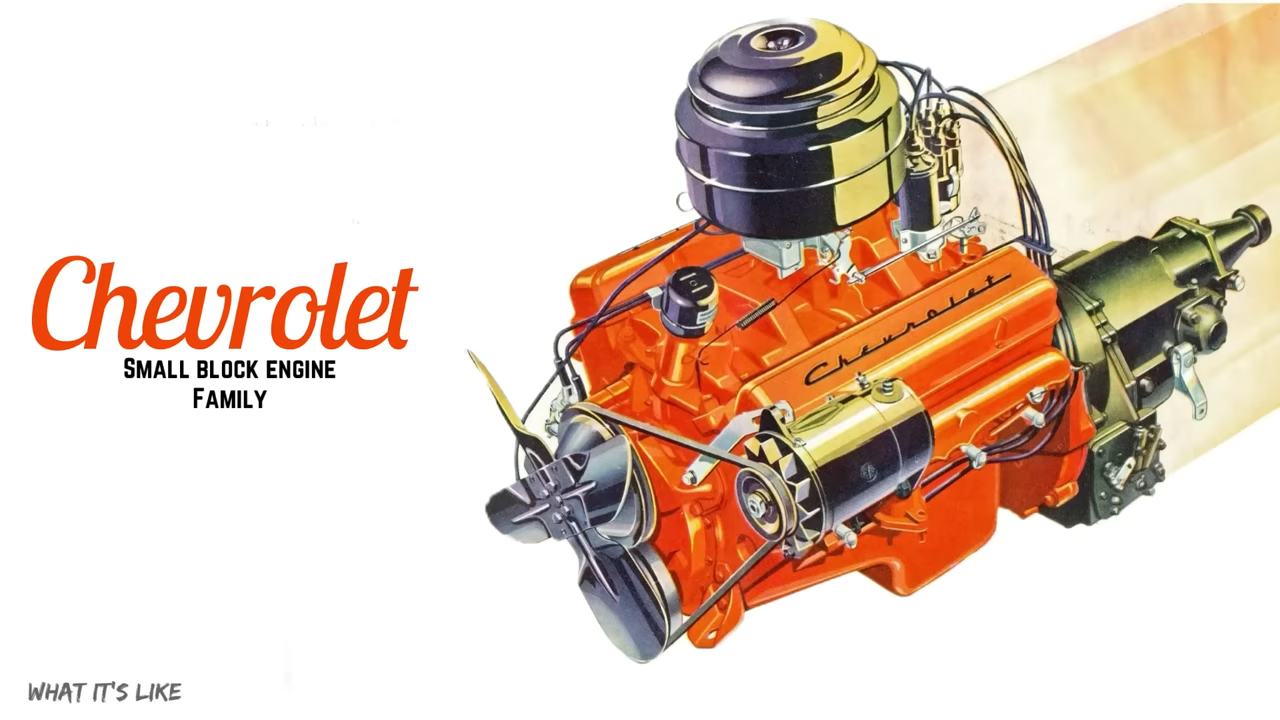 Chevrolet
Small block engine
Family
Chevrolet
What it's like